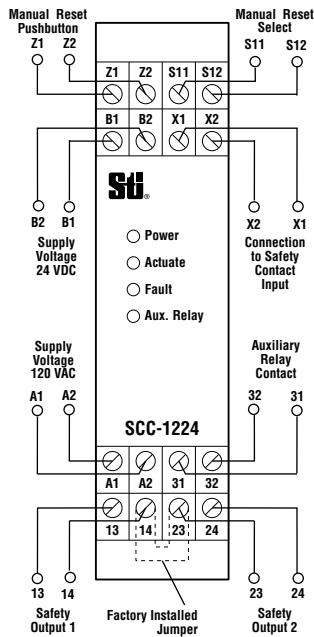 Manual Reset
Pushbutton
Z1 Z2
Manual Reset
Select
S11 S12
Z1 Z2 S11 S12
B1 B2 X1 X2
Sti®
B2 B1
Supply
Voltage
24 VDC
X2 X1
Connection
to Safety
Contact
Input
Power
Actuate
Fault
Aux. Relay
Supply
Voltage
120 VAC
A1 A2
Auxiliary
Relay
Contact
32 31
SCC-1224
A1 A2 31 32
13 14 23 24
13 14
Safety
Output 1
Factory Installed
Jumper
23 24
Safety
Output 2